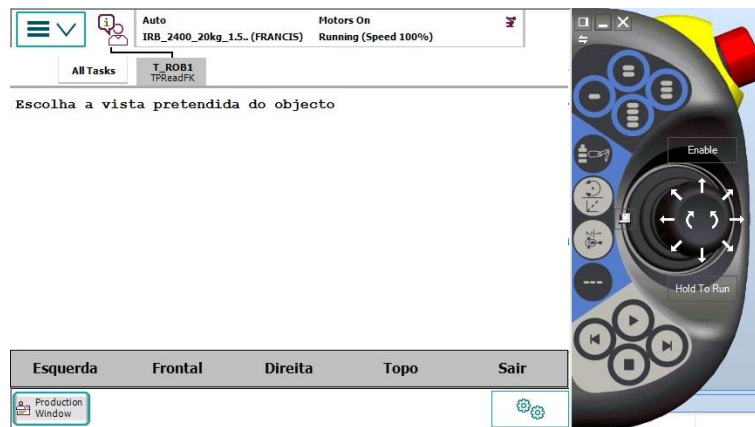 Auto
Motors On
IRB_2400_20kg_1.5.. (FRANCIS)
Running (Speed 100%)
All Tasks
T_ROB1
TPReadFK
Escolha a vista pretendida do objecto
Enable
Hold To Run
Esquerda Frontal Direita Topo Sair
Production
Window